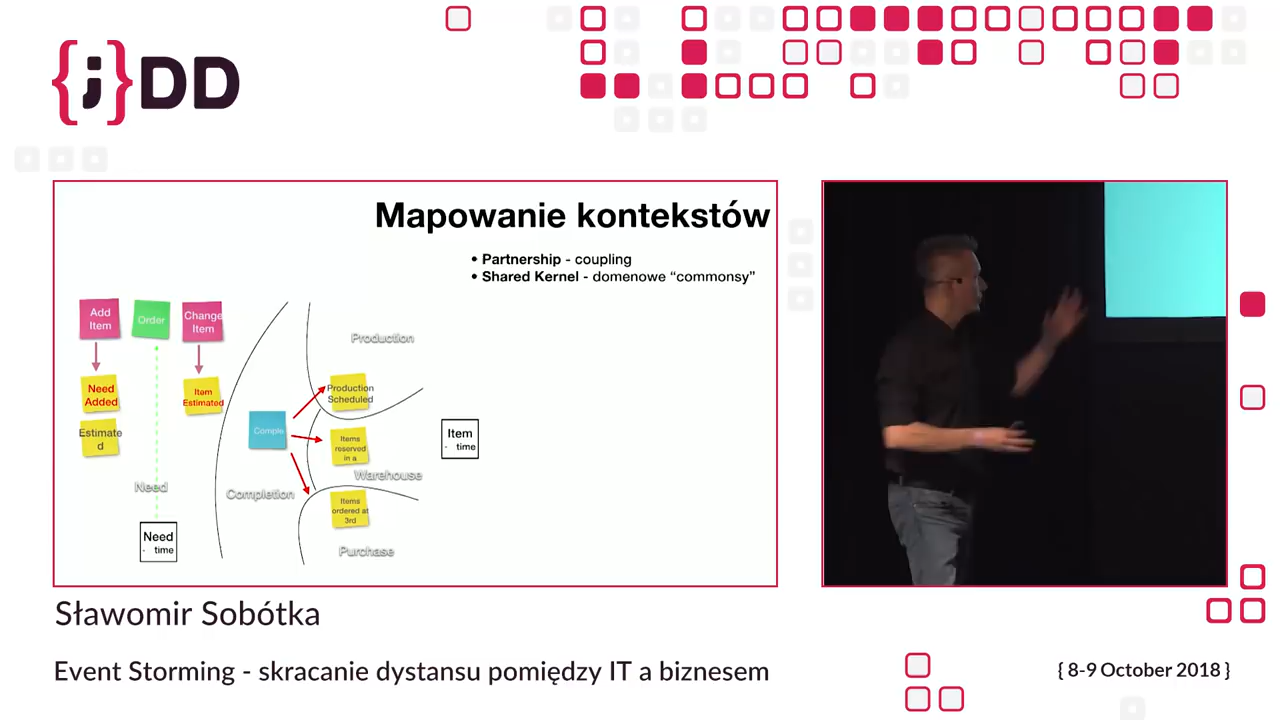 {j}DD
Mapowanie kontekstów
• Partnership - coupling
• Shared Kernel - domenowe “commonsy”
Add
Item
Order
Change
Item
Production
Need
Added
Item
Estimated
Production
Scheduled
Estimate
d
Comple
Items
reserved
in a
Item
- time
Need
Completion
Warehouse
Items
ordered at
3rd
Need
- time
Purchase
Sławomir Sobótka
Event Storming - skracanie dystansu pomiędzy IT a biznesem
{ 8-9 October 2018 }